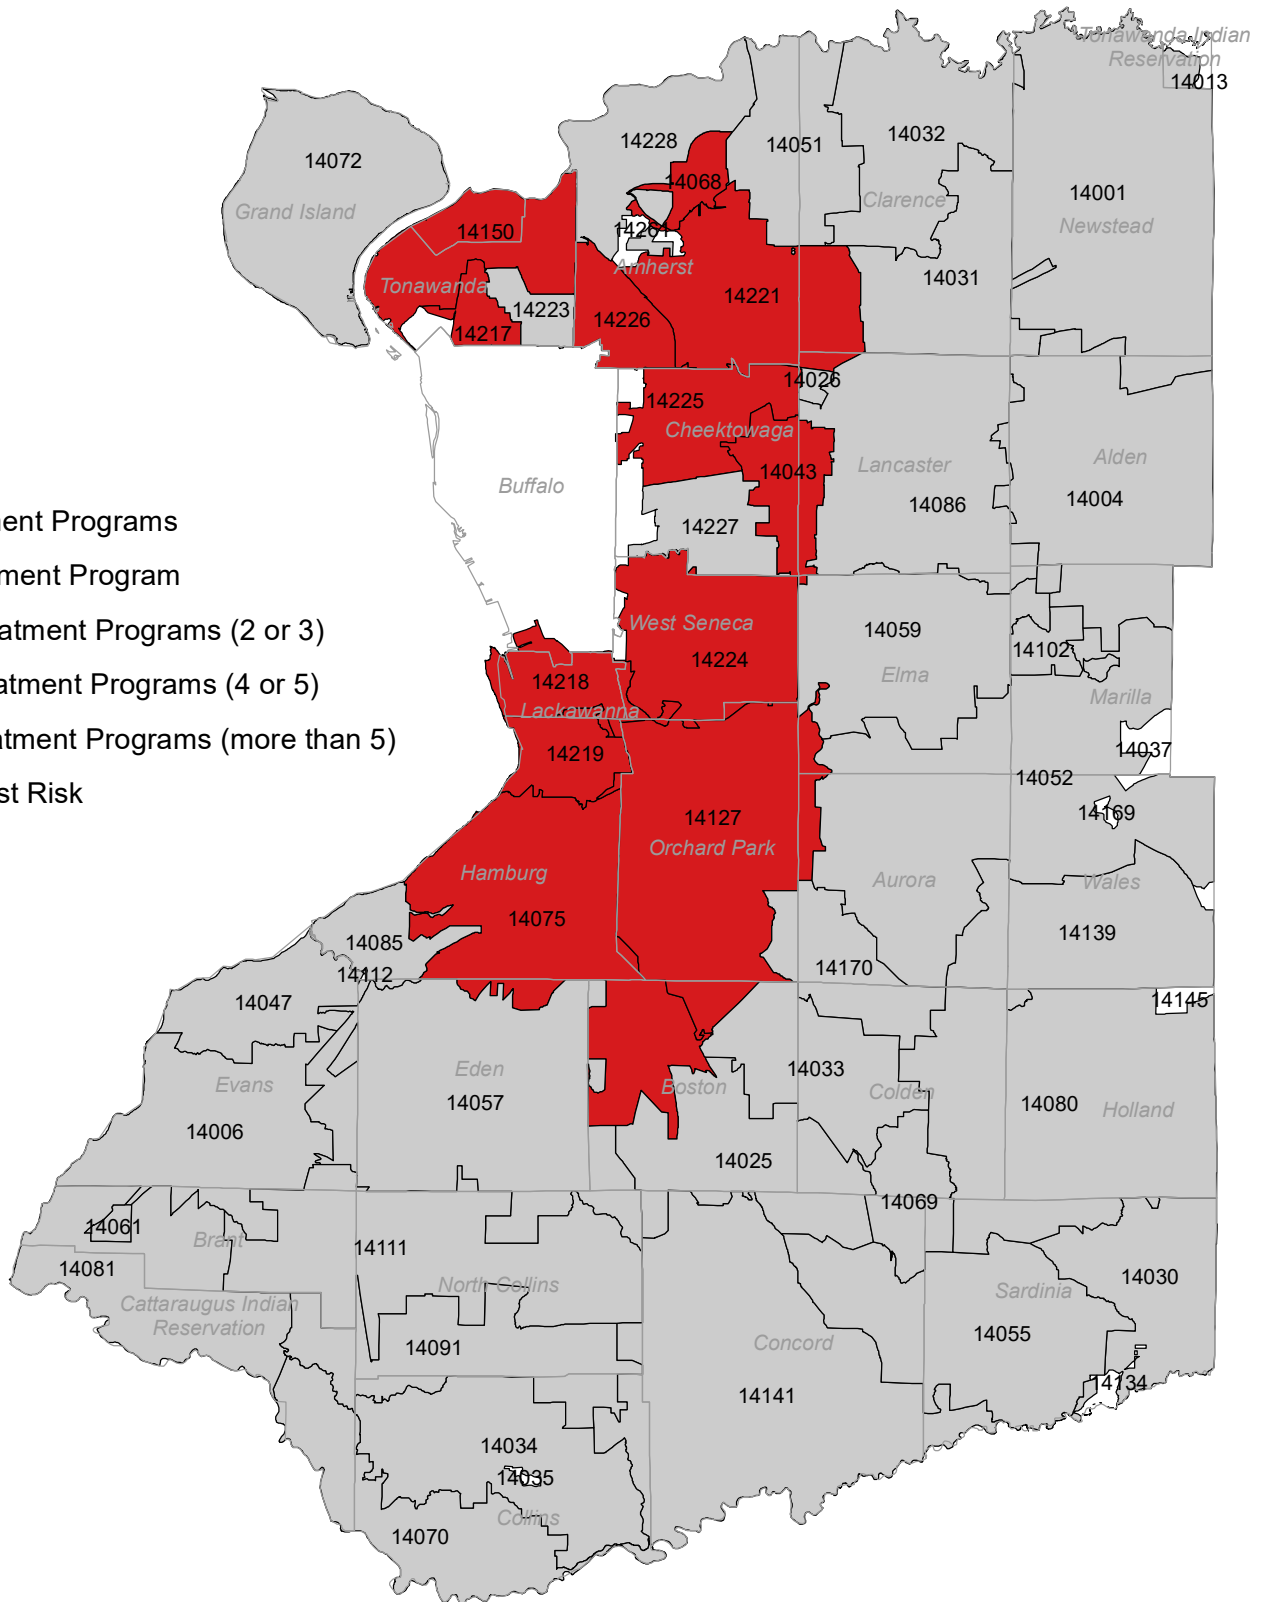 Tonawanda Indian
Reservation
14013
14072
14228
14051
14032
14068
14001
Grand Island
Clarence
Newstead
14150
14261
Amherst
Tonawanda
14031
14223
14221
14217
14226
14026
14225
Cheektowaga
Lancaster
Alden
14043
Buffalo
14086
14004
14227
ment Programs
tment Program
eatment Programs (2 or 3)
eatment Programs (4 or 5)
atment Programs (more than 5)
st Risk
West Seneca
14224
14059
14102
Elma
Marilla
14218
Lackawanna
14219
14037
14052
14127
14169
Orchard Park
Hamburg
Aurora
Wales
14075
14085
14139
14112
14170
14047
14145
Eden
14033
Evans
Boston
Colden
14057
14080
Holland
14006
14025
14069
14061
Brant
14111
14081
North Collins
14030
Cattaraugus Indian
Reservation
Sardinia
14055
14091
Concord
14141
14134
14034
14035
Collins
14070